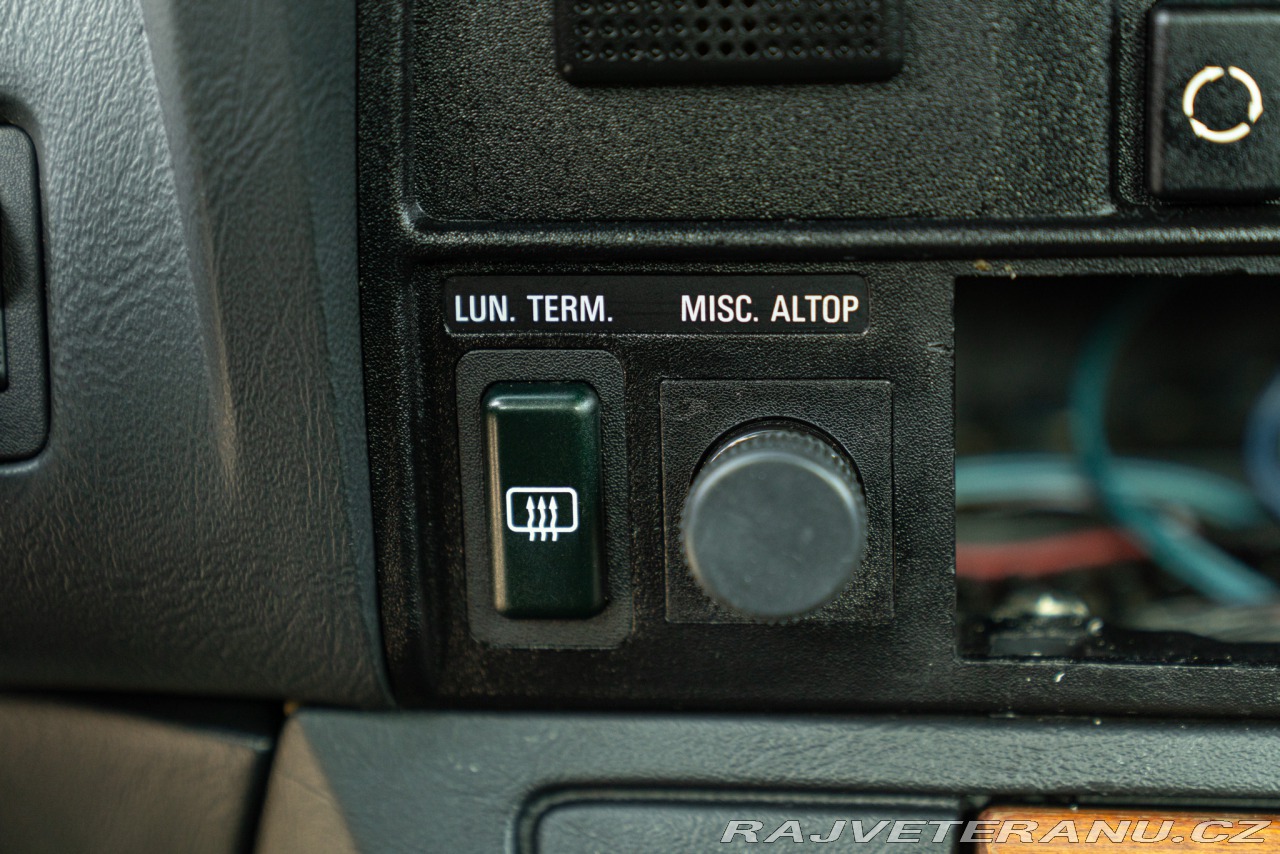 LUN. TERM. MISC. ALTOP
RAJVETERANU.CZ